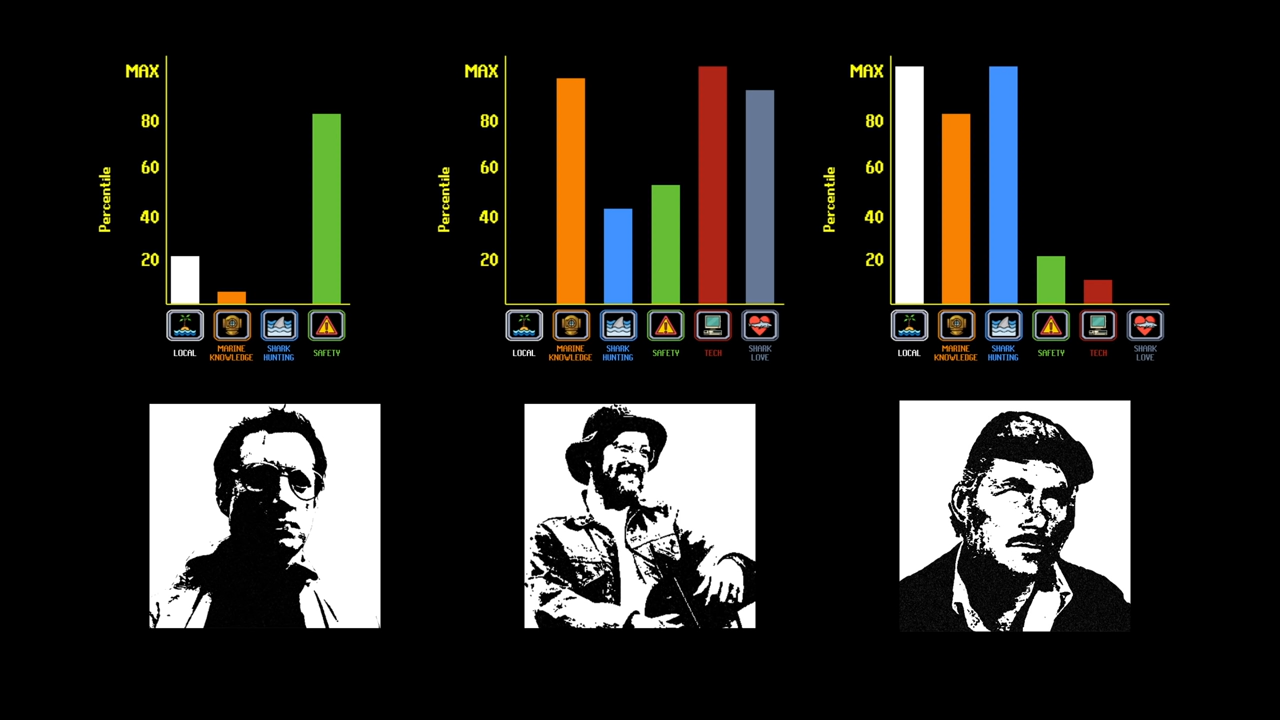 MAX
80
60
40
20
Percentile
LOCAL
MARINE
KNOWLEDGE
SHARK
HUNTING
SAFETY
MAX
80
60
40
20
Percentile
LOCAL
MARINE
KNOWLEDGE
SHARK
HUNTING
SAFETY
TECH
SHARK
LOVE
MAX
80
60
40
20
Percentile
LOCAL
MARINE
KNOWLEDGE
SHARK
HUNTING
SAFETY
TECH
SHARK
LOVE